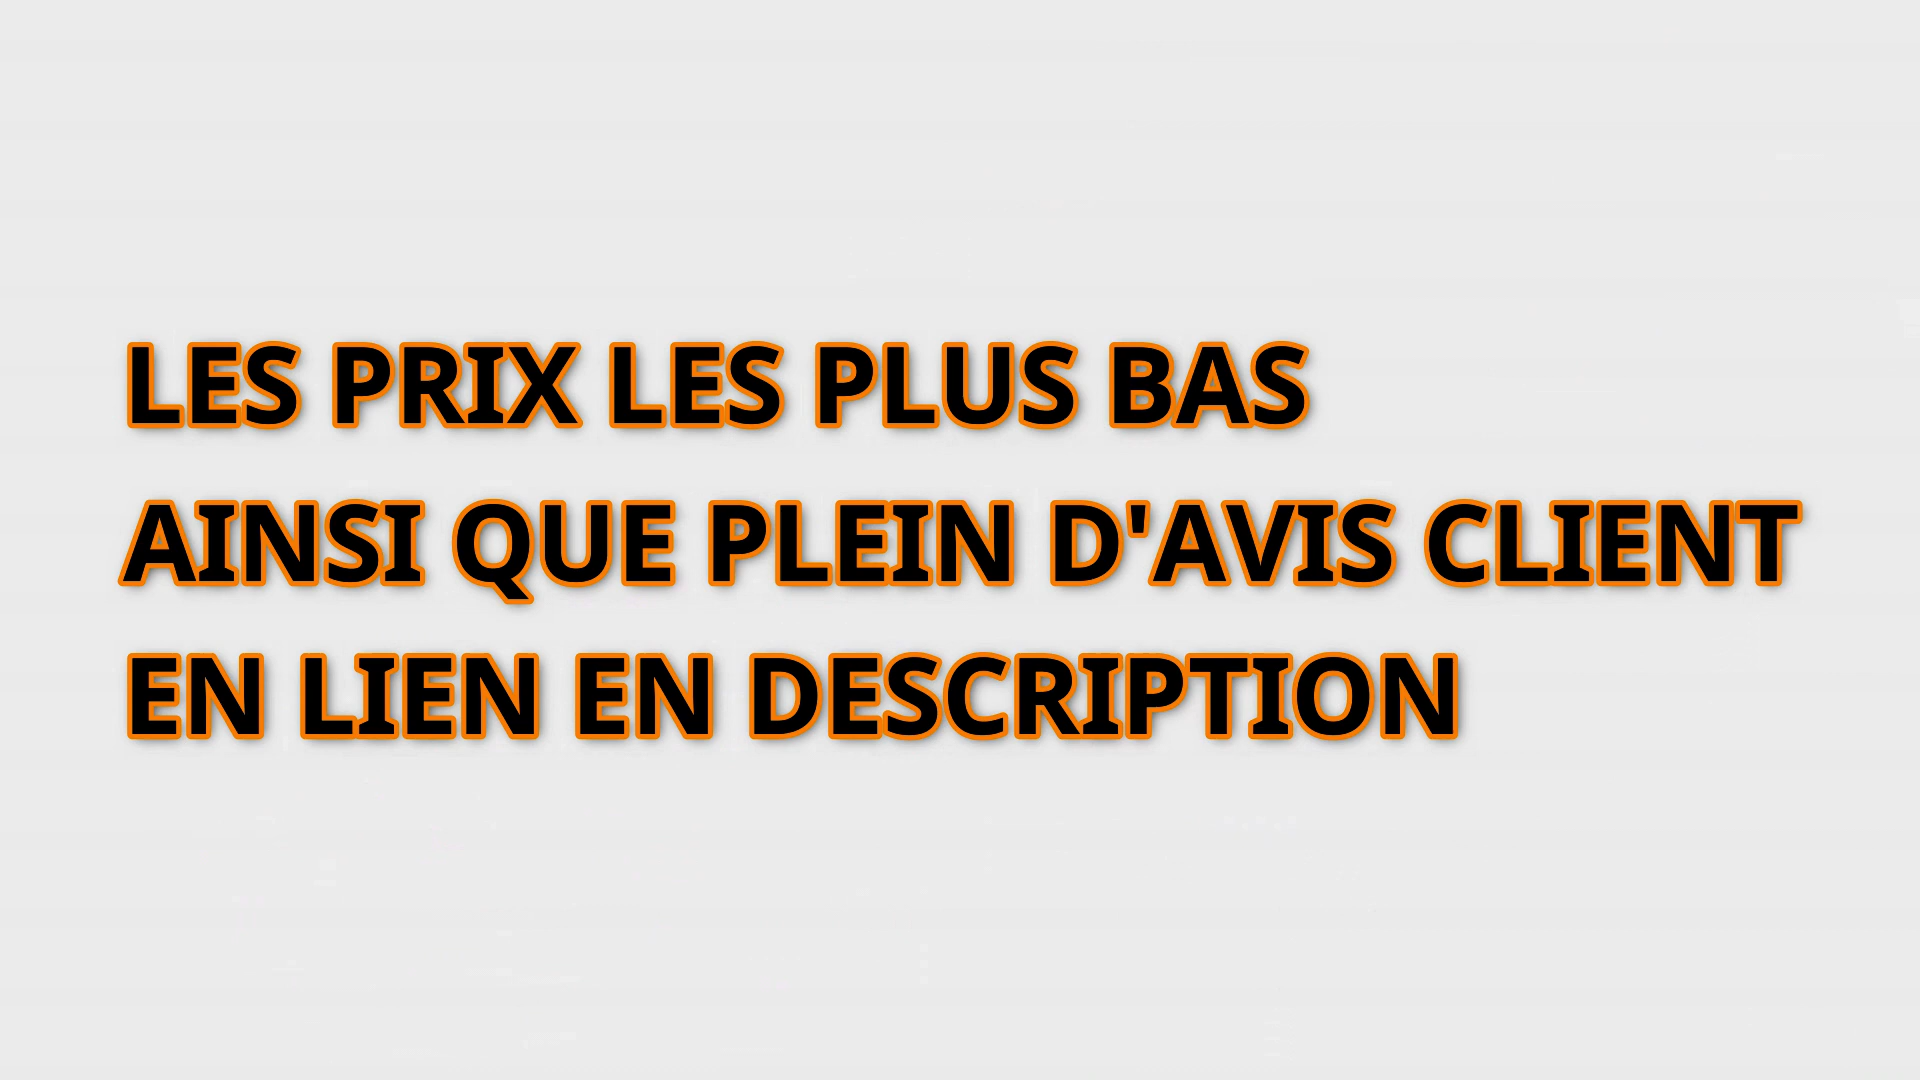 LES PRIX LES PLUS BAS
AINSI QUE PLEIN D'AVIS CLIENT
EN LIEN EN DESCRIPTION